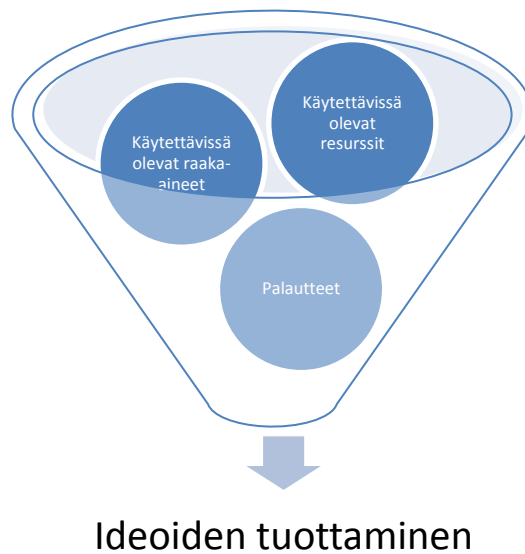 Käytettävissä
olevat
resurssit
Käytettävissä
olevat raaka-
aineet
Palautteet
Ideoiden tuottaminen